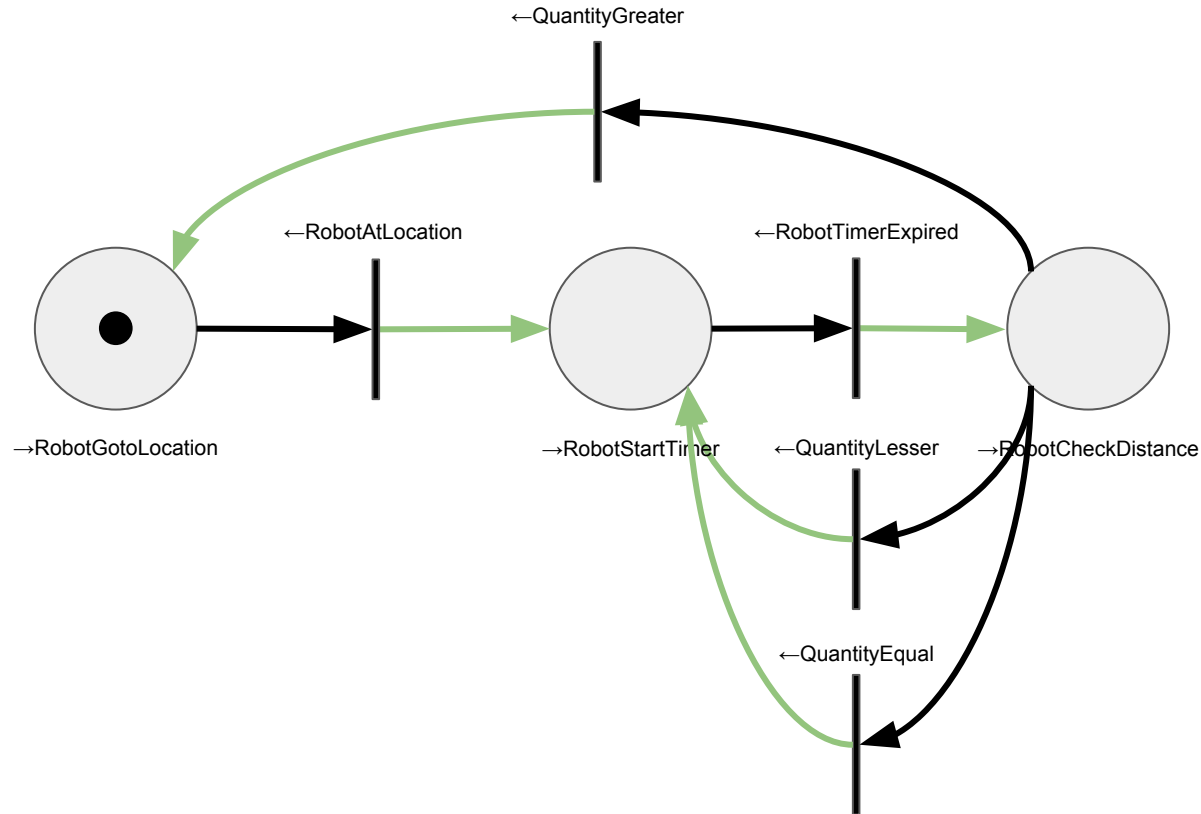 ←QuantityGreater
←RobotAtLocation
←RobotTimerExpired
→RobotGotoLocation
→RobotStartTimer
←QuantityLesser
→RobotCheckDistance
←QuantityEqual